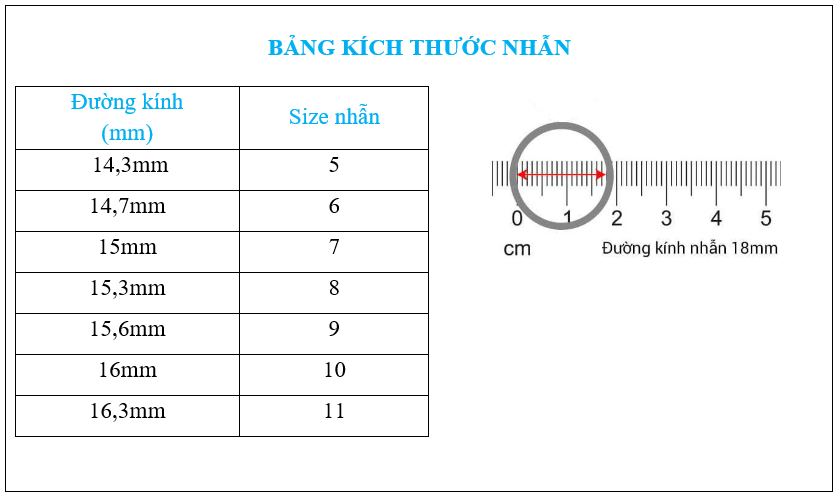 BẢNG KÍCH THƯỚC NHẪN
Đường kính
(mm)
Size nhẫn
14,3mm 5
14,7mm 6
15mm 7
15,3mm 8
15,6mm 9
16mm 10
16,3mm 11
0 1 2 3 4 5
cm
Đường kính nhẫn 18mm